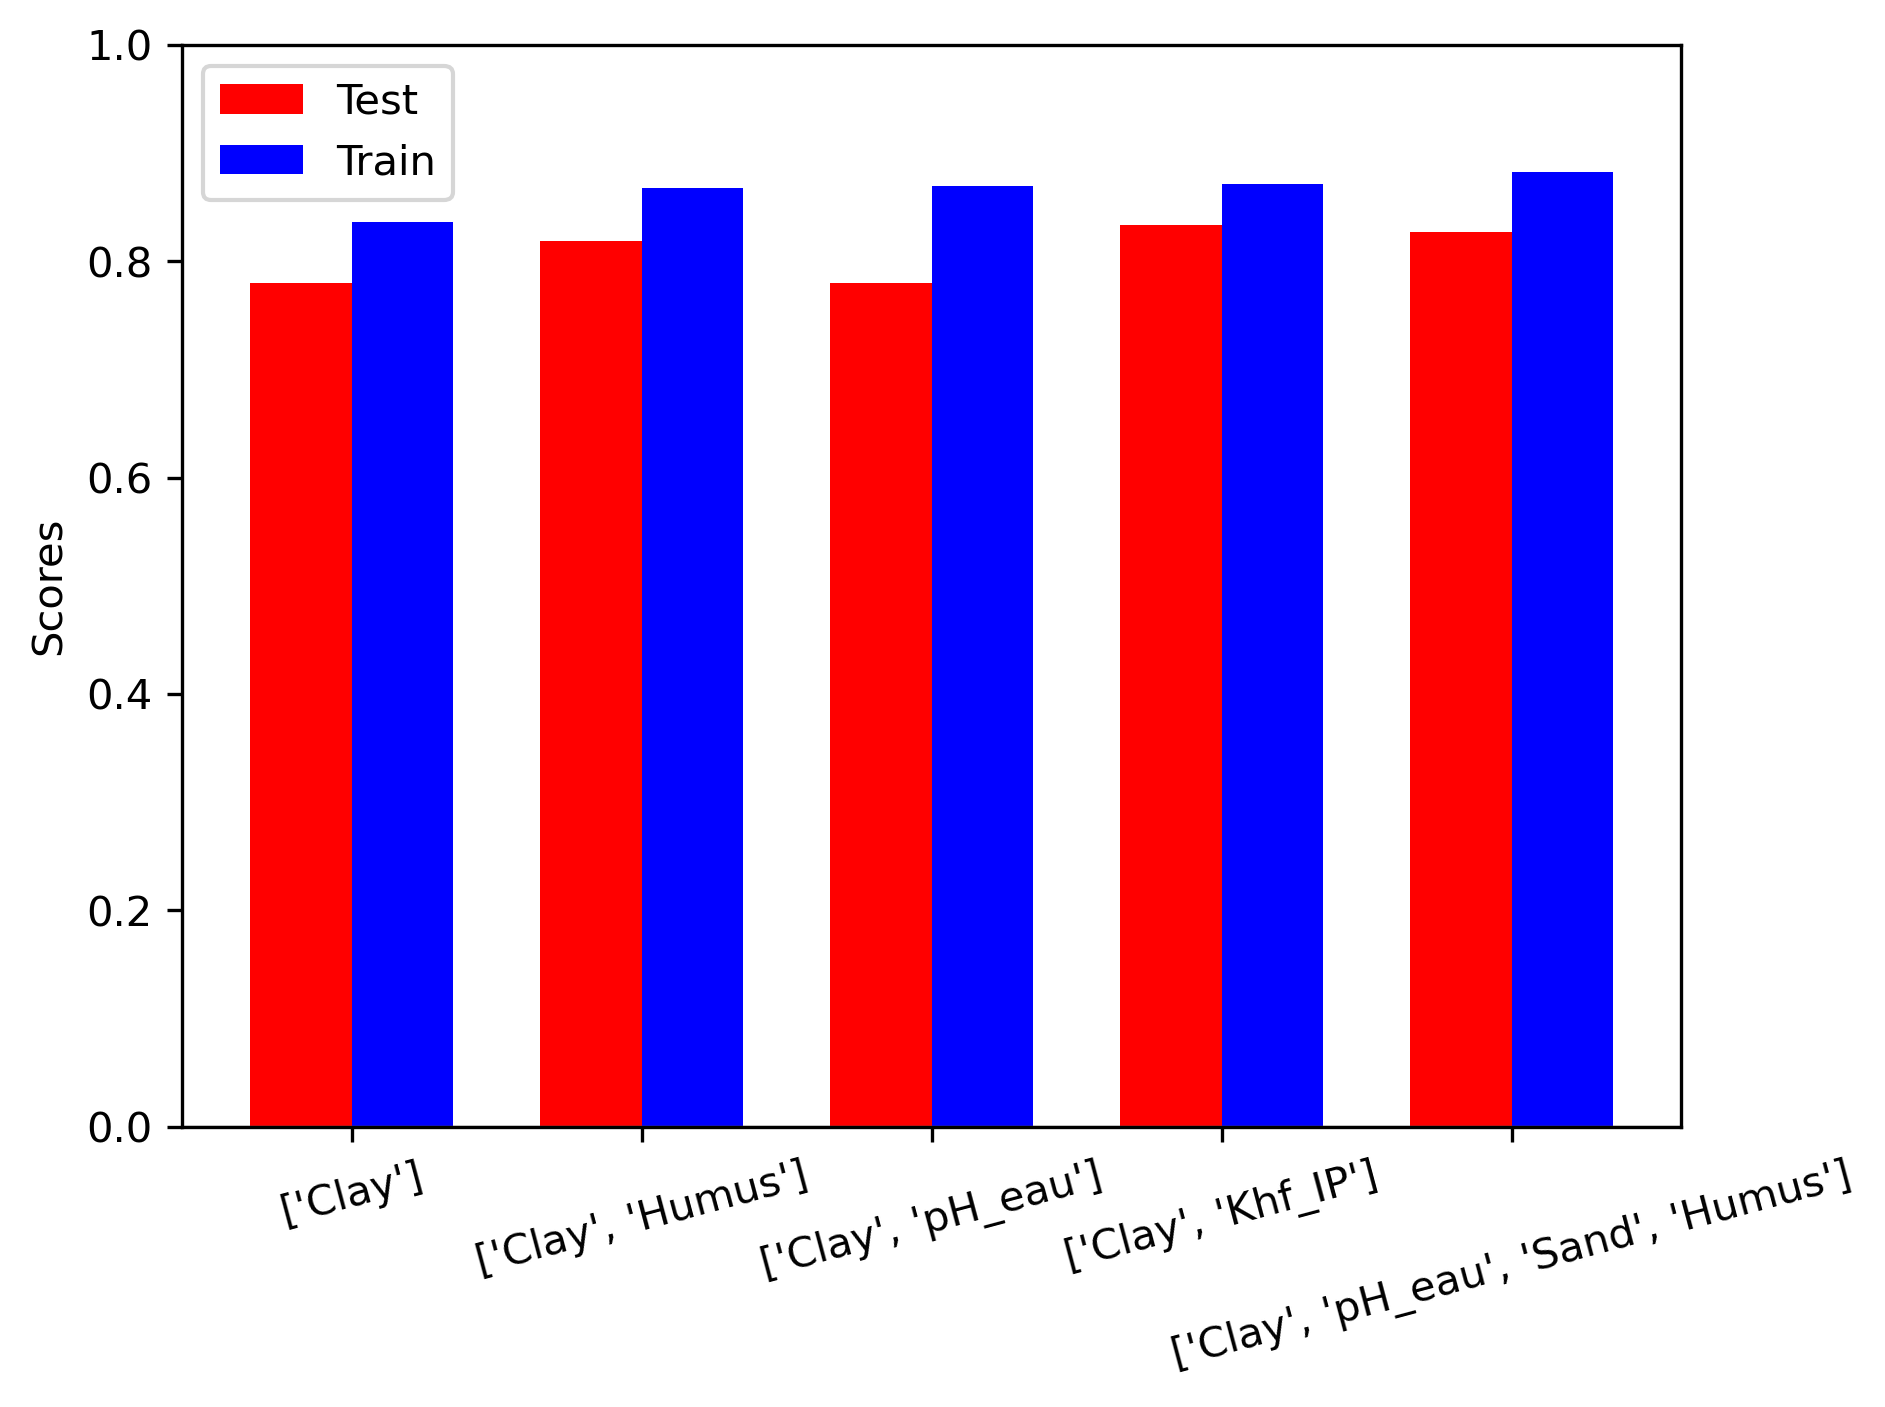 1.0
0.8
0.6
0.4
0.2
0.0
Scores
Test
Train
['Clay']
['Clay', 'Humus']
['Clay', 'pH_eau']
['Clay', 'Khf_IP']
['Clay', 'pH_eau', 'Sand', 'Humus']